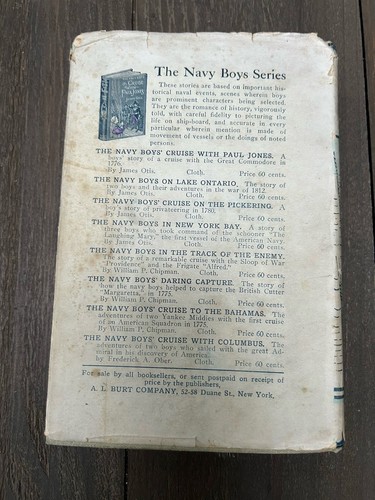 The Navy Boys Series
These stories are based on important his-
torical naval events, scenes wherein boys
are prominent characters being selected.
They are the romance of history, vigorously
told, with careful fidelity to picturing the
life on ship-board, and accurate in every
particular wherein mention is made of
movement of vessels or the doings of noted
persons.
THE NAVY BOYS' CRUISE WITH PAUL JONES. A
boys' story of a cruise with the Great Commodore in
1776.
By James Otis. Cloth. Price 60 cents.
THE NAVY BOYS ON LAKE ONTARIO. The story of
two boys and their adventures in the war of 1812.
By James Otis. Cloth. Price 60 cents.
THE NAVY BOYS' CRUISE ON THE PICKERING. A
boy's story of privateering in 1780.
By James Otis. Cloth. Price 60 cents.
THE NAVY BOYS IN NEW YORK BAY. A story of
three boys who took command of the schooner "The
Laughing Mary," the first vessel of the American Navy.
By James Otis. Cloth. Price 60 cents.
THE NAVY BOYS IN THE TRACK OF THE ENEMY.
The story of a remarkable cruise with the Sloop of War
"Providence" and the Frigate "Alfred."
By William P. Chipman. Cloth. Price 60 cents.
THE NAVY BOYS' DARING CAPTURE. The story of
how the navy boys helped to capture the British Cutter
"Margaretta," in 1775.
By William P. Chipman. Cloth. Price 60 cents.
THE NAVY BOYS' CRUISE TO THE BAHAMAS. The
adventures of two Yankee Middies with the first cruise
of an American Squadron in 1775.
By William P. Chipman. Cloth. Price 60 cents.
THE NAVY BOYS' CRUISE WITH COLUMBUS. The
adventures of two boys who sailed with the great Ad-
miral in his discovery of America.
By Frederick A. Ober. Cloth. Price 60 cents.
For sale by all booksellers, or sent postpaid on receipt of
price by the publishers,
A. L. BURT COMPANY, 52-58 Duane St., New York.